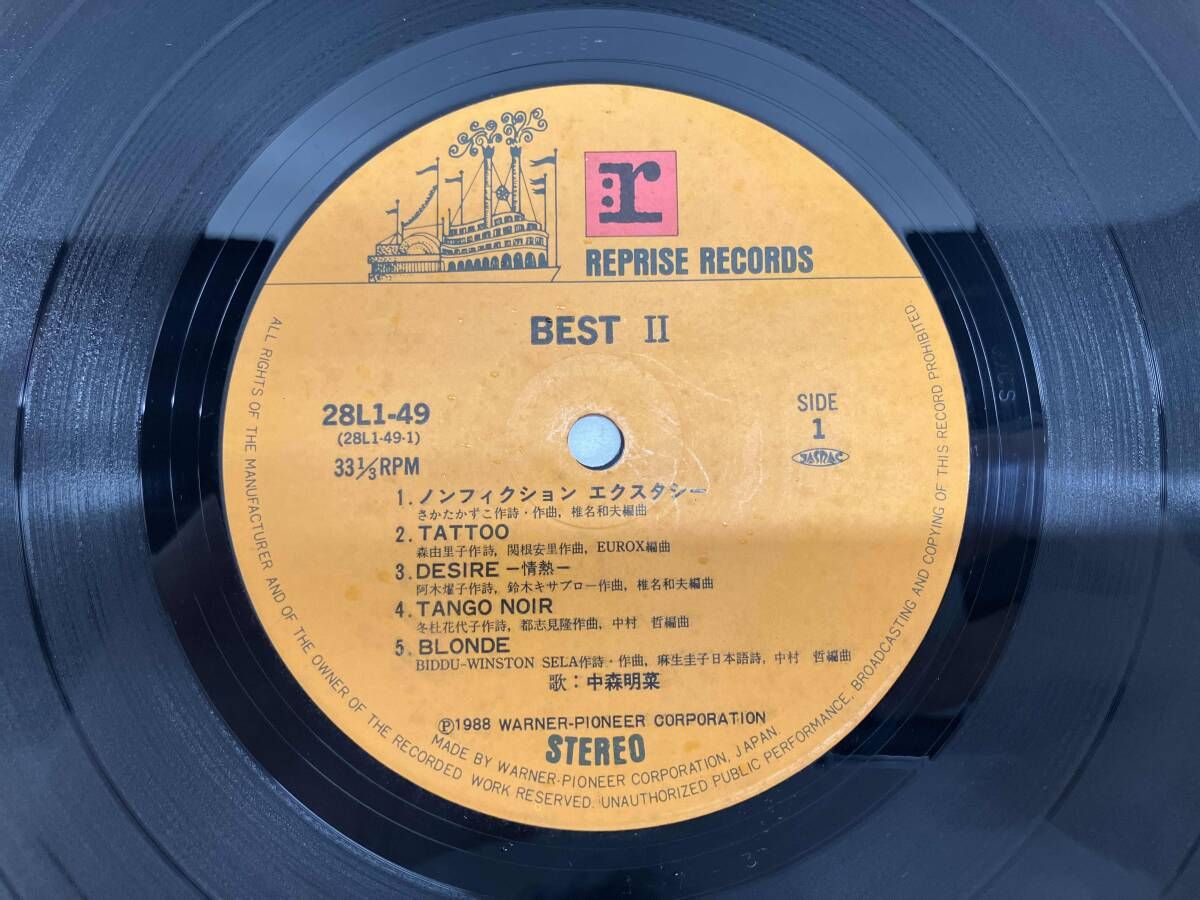 r
REPRISE RECORDS
BEST II
28L1-49
(28L1-49-1)
33 1/3 RPM
SIDE
1
JASRAC
1. ノンフィクション エクスタシー
さかたかずこ作詩・作曲, 椎名和夫編曲
2. TATTOO
森由里子作詩, 関根安里作曲, EUROX編曲
3. DESIRE —情熱—
阿木燿子作詩, 鈴木キサブロー作曲, 椎名和夫編曲
4. TANGO NOIR
冬杜花代子作詩, 都志見隆作曲, 中村 哲編曲
5. BLONDE
BIDDU-WINSTON SELA作詩・作曲, 麻生圭子日本語詩, 中村 哲編曲
歌：中森明菜
Ⓟ1988 WARNER-PIONEER CORPORATION
STEREO
MADE BY WARNER-PIONEER CORPORATION, JAPAN.
ALL RIGHTS OF THE MANUFACTURER AND OF THE OWNER OF THE RECORDED WORK RESERVED. UNAUTHORIZED PUBLIC PERFORMANCE, BROADCASTING AND COPYING OF THIS RECORD PROHIBITED.